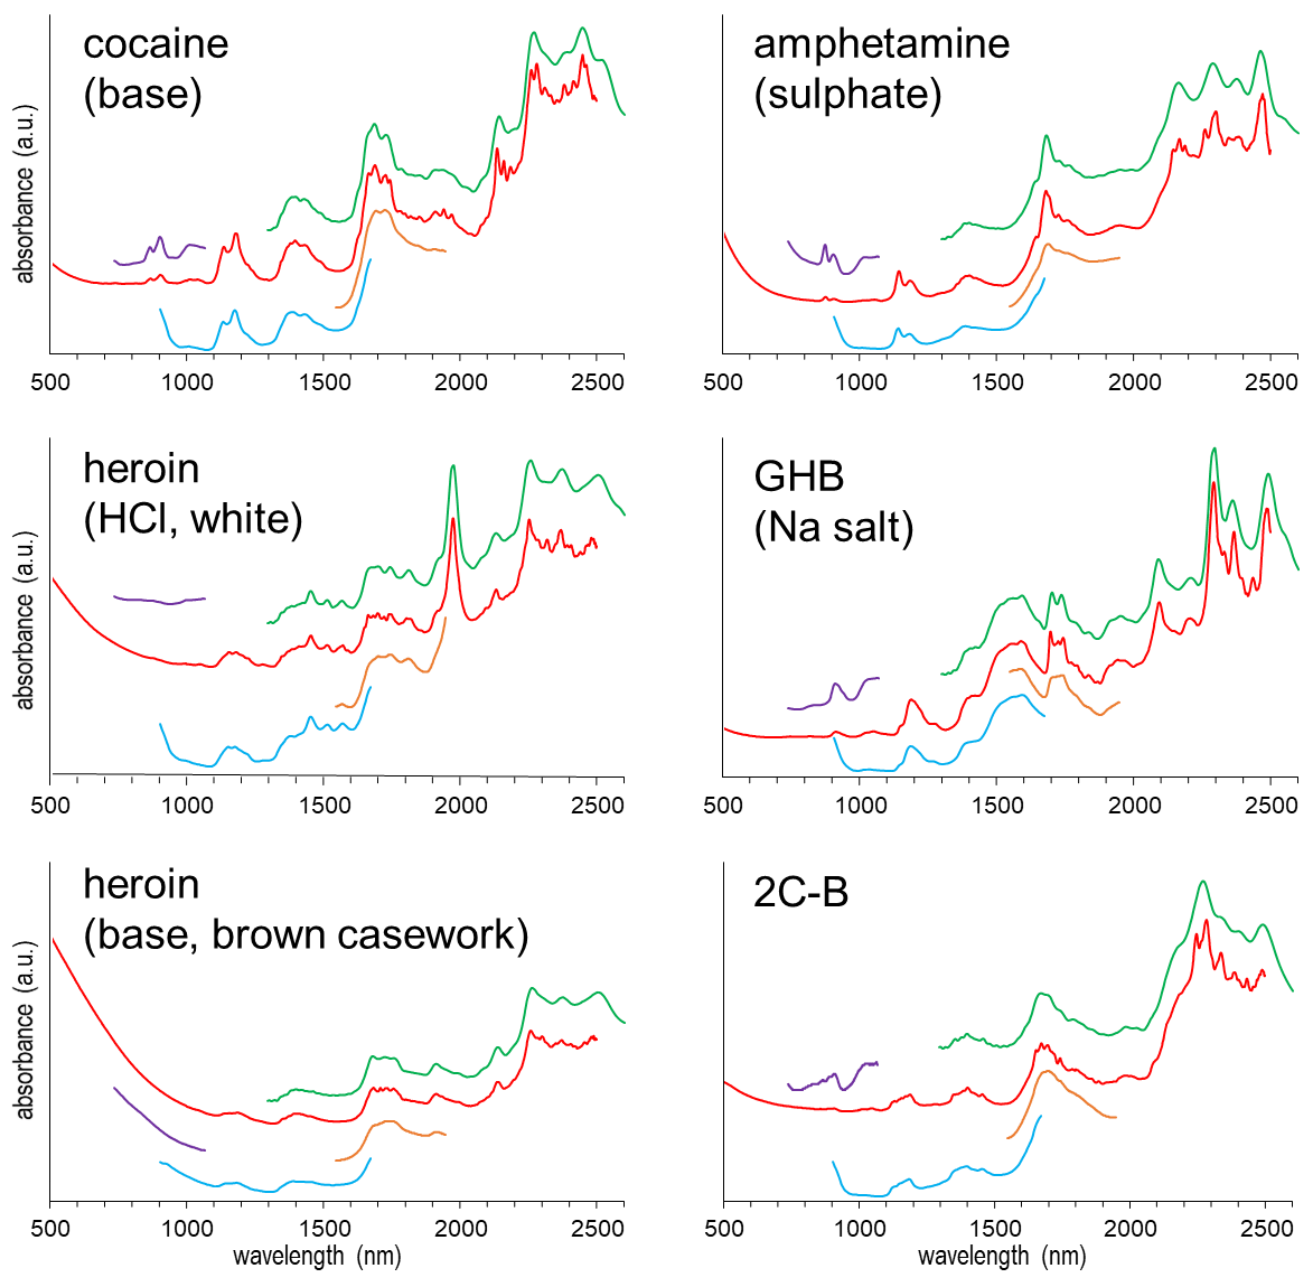 cocaine
(base)
absorbance (a.u.)
500 1000 1500 2000 2500
amphetamine
(sulphate)
500 1000 1500 2000 2500
heroin
(HCl, white)
absorbance (a.u.)
500 1000 1500 2000 2500
GHB
(Na salt)
500 1000 1500 2000 2500
heroin
(base, brown casework)
absorbance (a.u.)
500 1000 1500 2000 2500
wavelength (nm)
2C-B
500 1000 1500 2000 2500
wavelength (nm)